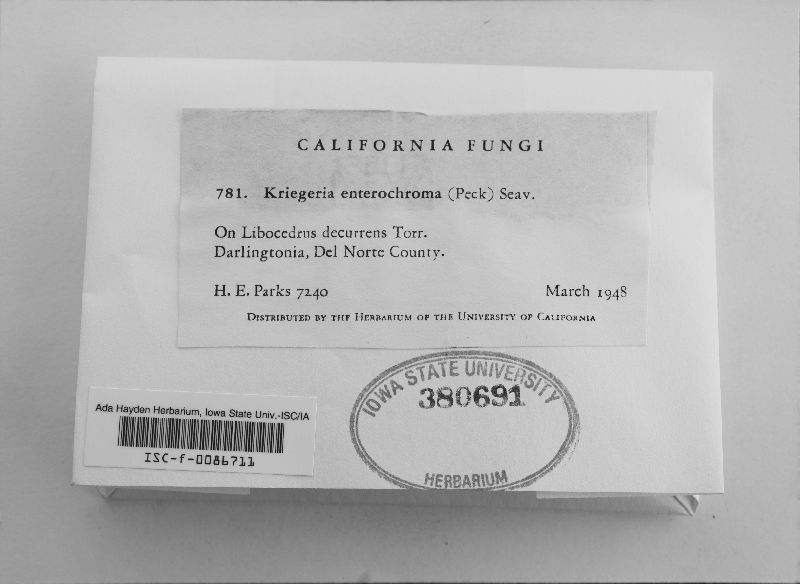 CALIFORNIA FUNGI
781. Kriegeria enterochroma (Peck) Seav.
On Libocedrus decurrens Torr.
Darlingtonia, Del Norte County.
H. E. Parks 7240 March 1948
DISTRIBUTED BY THE HERBARIUM OF THE UNIVERSITY OF CALIFORNIA
IOWA STATE UNIVERSITY
380691
HERBARIUM
Ada Hayden Herbarium, Iowa State Univ.-ISC/IA
ISC-f-0086711